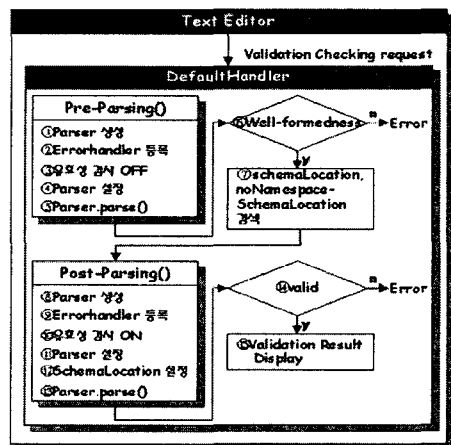 Text Editor
Validation Checking request
DefaultHandler
Pre-Parsing()
①Parser 생성
②Errorhandler 등록
③유효성 검사 OFF
④Parser 설정
⑤Parser.parse()
⑥Well-formedness
n
Error
y
⑦schemaLocation,
noNamespace-
SchemaLocation
검색
Post-Parsing()
⑧Parser 생성
⑨Errorhandler 등록
⑩유효성 검사 ON
⑪Parser 설정
⑫SchemaLocation 설정
⑬Parser.parse()
⑭valid
n
Error
y
⑮Validation Result
Display